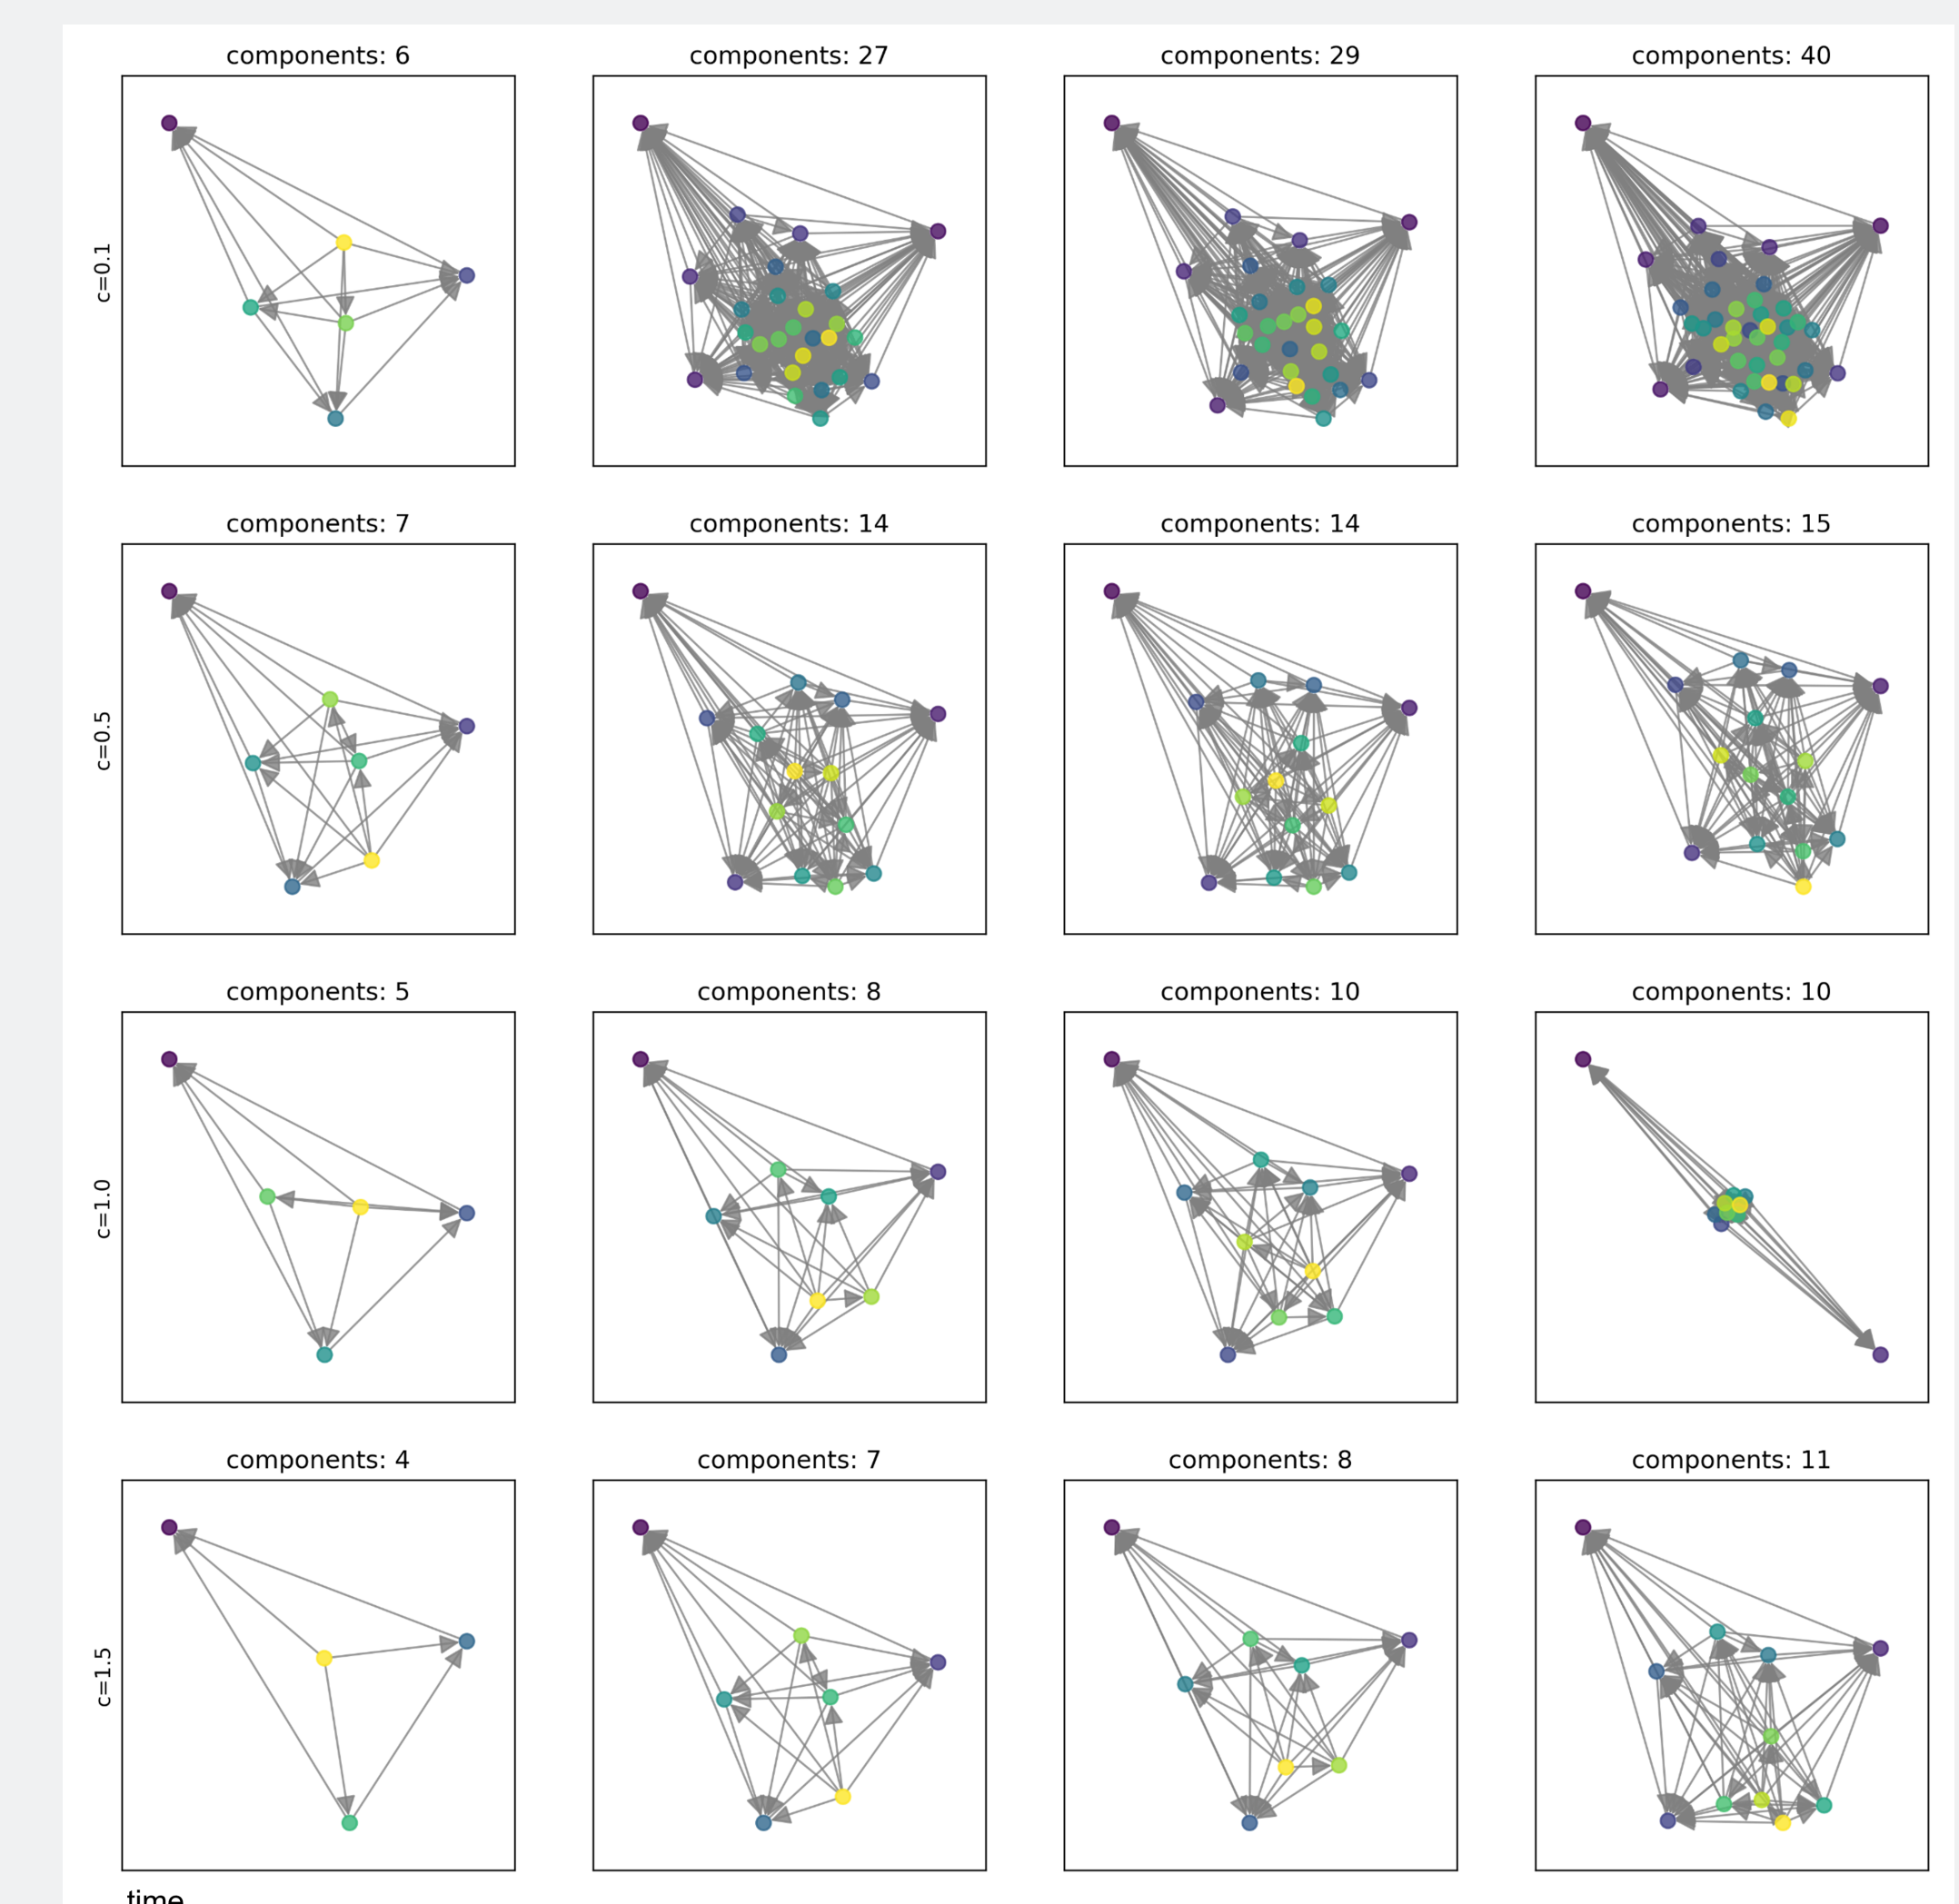 components: 6
components: 27
components: 29
components: 40
c=0.1
components: 7
components: 14
components: 14
components: 15
c=0.5
components: 5
components: 8
components: 10
components: 10
c=1.0
components: 4
components: 7
components: 8
components: 11
c=1.5
time